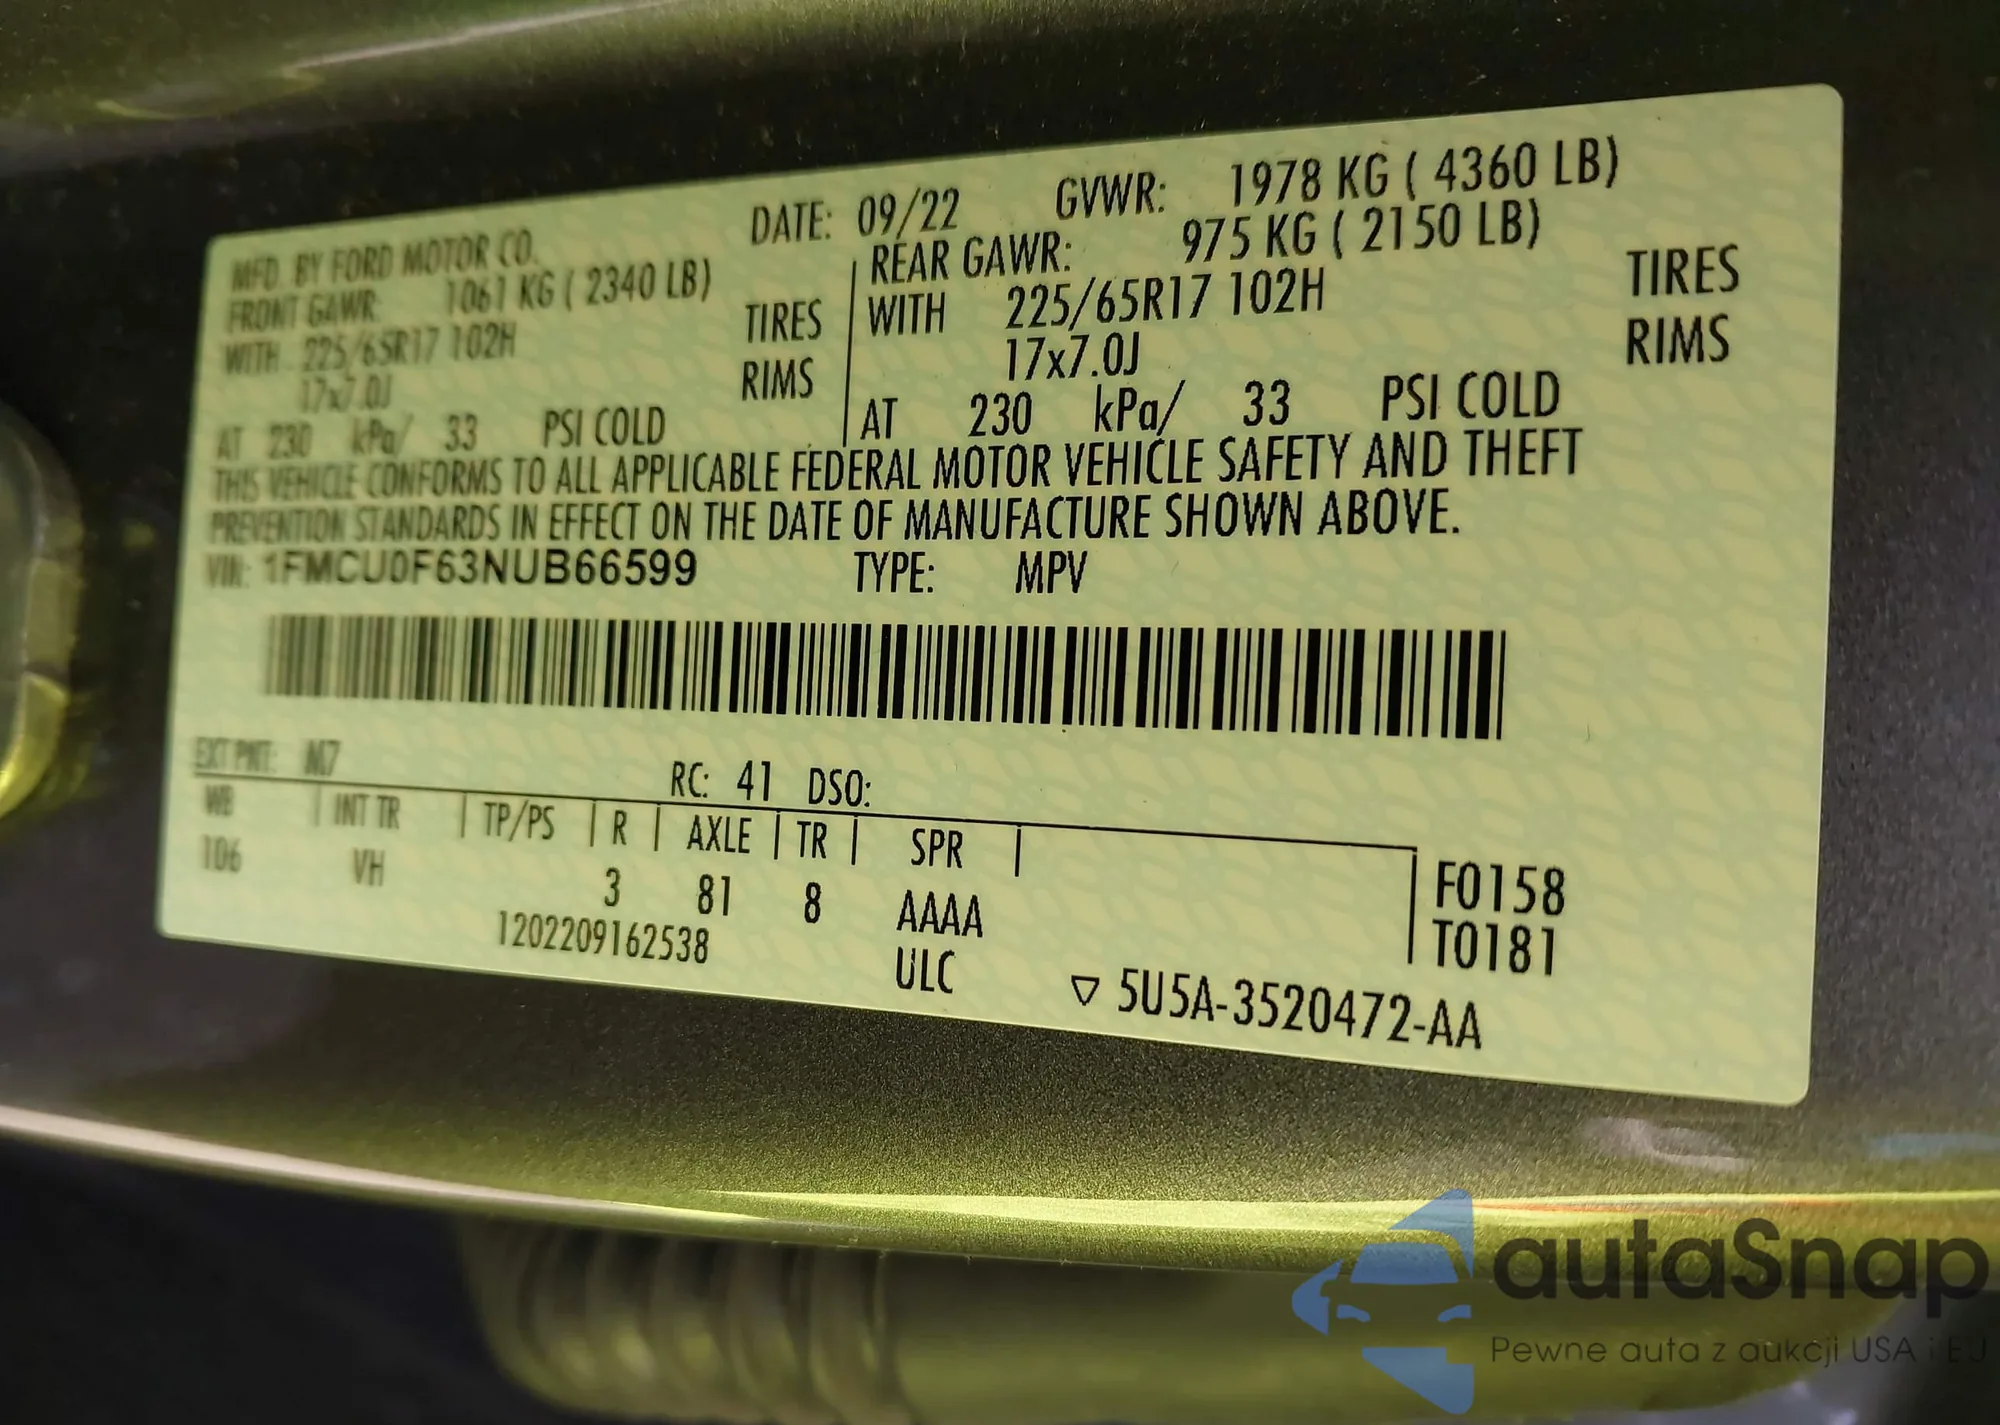 MFD. BY FORD MOTOR CO. DATE: 09/22 GVWR: 1978 KG ( 4360 LB)
FRONT GAWR: 1061 KG ( 2340 LB) REAR GAWR: 975 KG ( 2150 LB)
WITH 225/65R17 102H TIRES WITH 225/65R17 102H TIRES
17x7.0J RIMS 17x7.0J RIMS
AT 230 kPa/ 33 PSI COLD AT 230 kPa/ 33 PSI COLD
THIS VEHICLE CONFORMS TO ALL APPLICABLE FEDERAL MOTOR VEHICLE SAFETY AND THEFT
PREVENTION STANDARDS IN EFFECT ON THE DATE OF MANUFACTURE SHOWN ABOVE.
VIN: 1FMCU0F63NUB66599 TYPE: MPV
EXT PNT: M7 RC: 41 DSO:
WB | INT TR | TP/PS | R | AXLE | TR | SPR |
106 VH 3 81 8 AAAA F0158
1202209162538 ULC T0181
▽ 5U5A-3520472-AA
autaSnap
Pewne auta z aukcji USA i EU